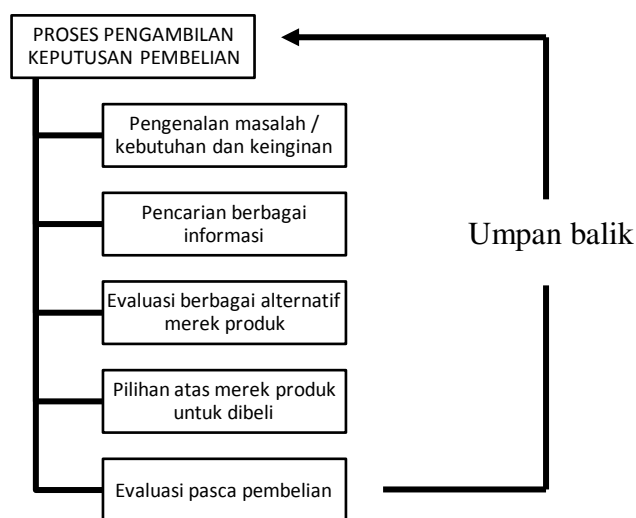 PROSES PENGAMBILAN
KEPUTUSAN PEMBELIAN
Pengenalan masalah /
kebutuhan dan keinginan
Pencarian berbagai
informasi
Umpan balik
Evaluasi berbagai alternatif
merek produk
Pilihan atas merek produk
untuk dibeli
Evaluasi pasca pembelian